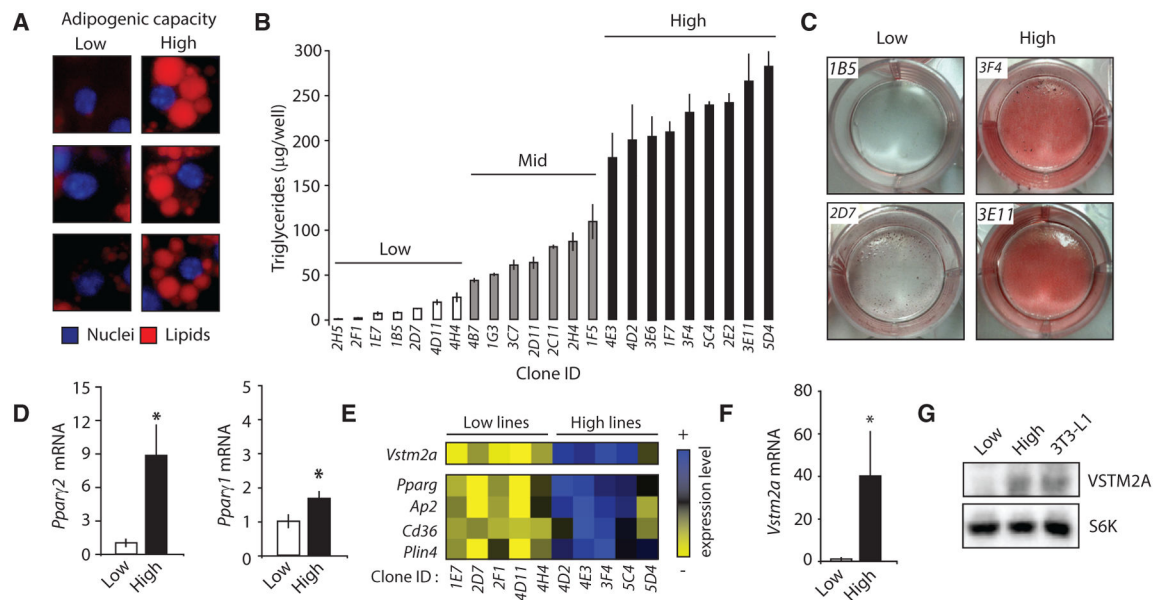 A
Adipogenic capacity
Low
High
Nuclei
Lipids
B
Triglycerides (µg/well)
300
250
200
150
100
50
0
Low
Mid
High
2H5
2F1
1E7
1B5
2D7
4D11
4H4
4B7
1G3
3C7
2D11
2C11
2H4
1F5
4E3
4D2
3E6
1F7
3F4
5C4
2E2
3E11
5D4
Clone ID
C
Low
High
1B5
3F4
2D7
3E11
D
Pparγ2 mRNA
15
12
9
6
3
0
*
Low
High
Pparγ1 mRNA
5
4
3
2
1
0
*
Low
High
E
Low lines
High lines
Vstm2a
Pparg
Ap2
Cd36
Plin4
Clone ID :
1E7
2D7
2F1
4D11
4H4
4D2
4E3
3F4
5C4
5D4
+
expression level
-
F
Vstm2a mRNA
80
60
40
20
0
*
Low
High
G
Low
High
3T3-L1
VSTM2A
S6K